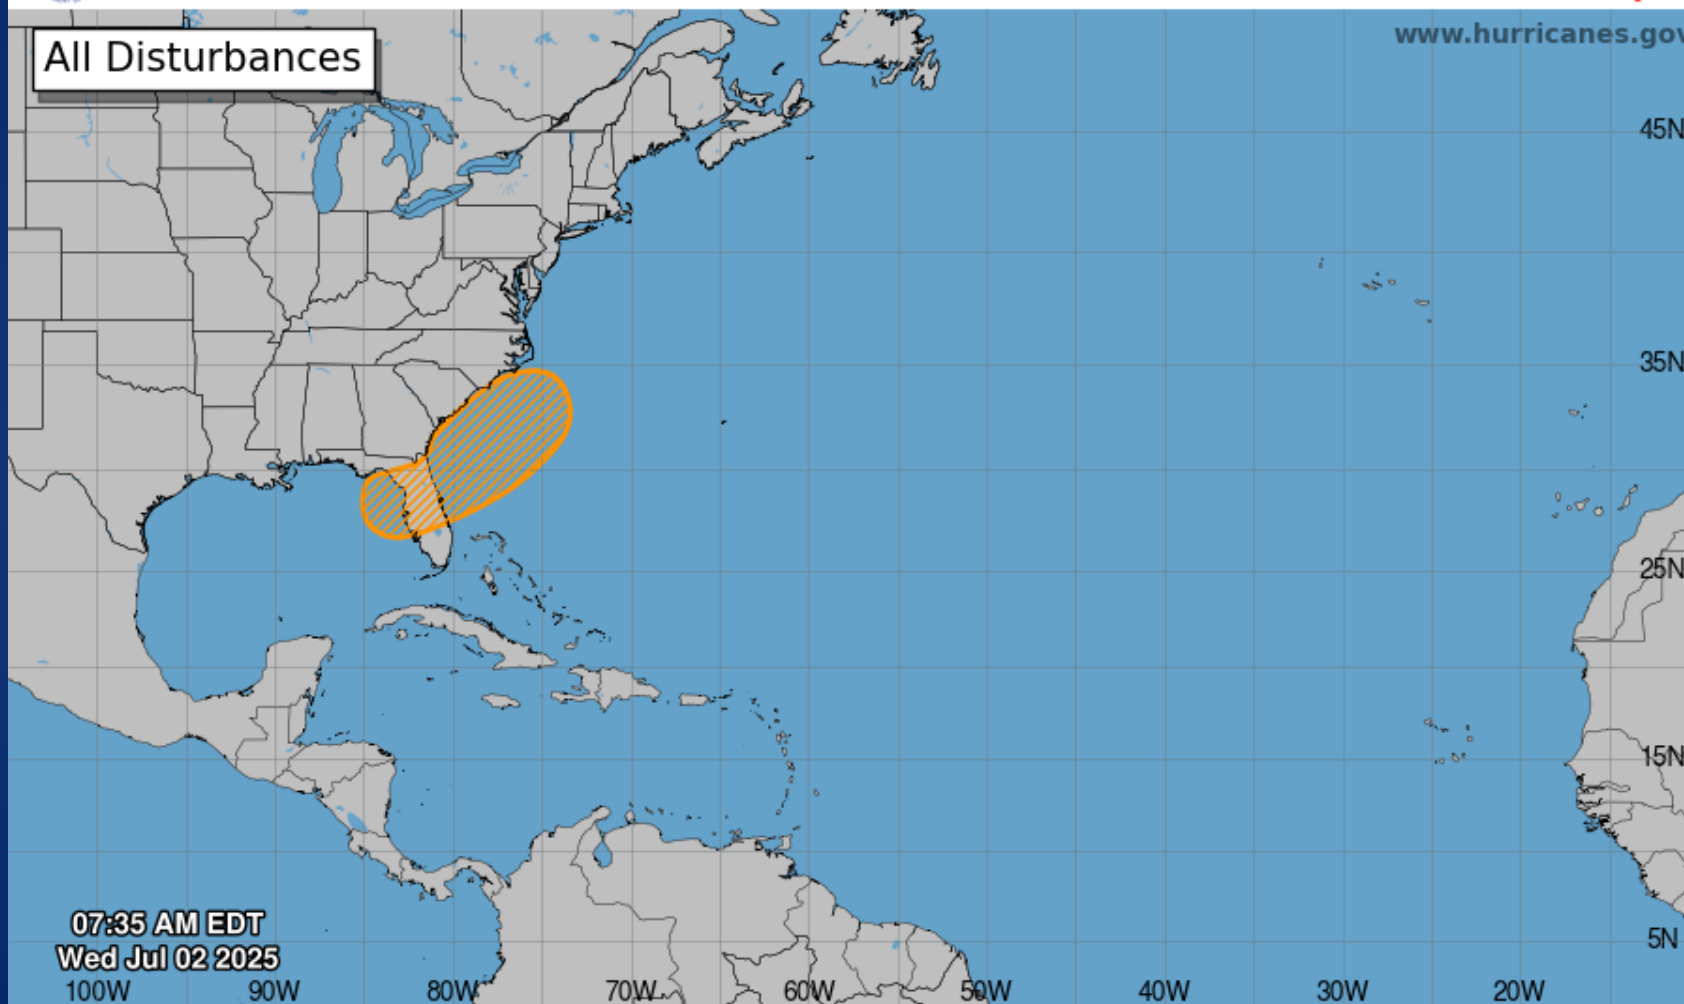 www.hurricanes.gov
All Disturbances
45N
35N
25N
15N
07:35 AM EDT
Wed Jul 02 2025
5N
100W 90W 80W 70W 60W 50W 40W 30W 20W